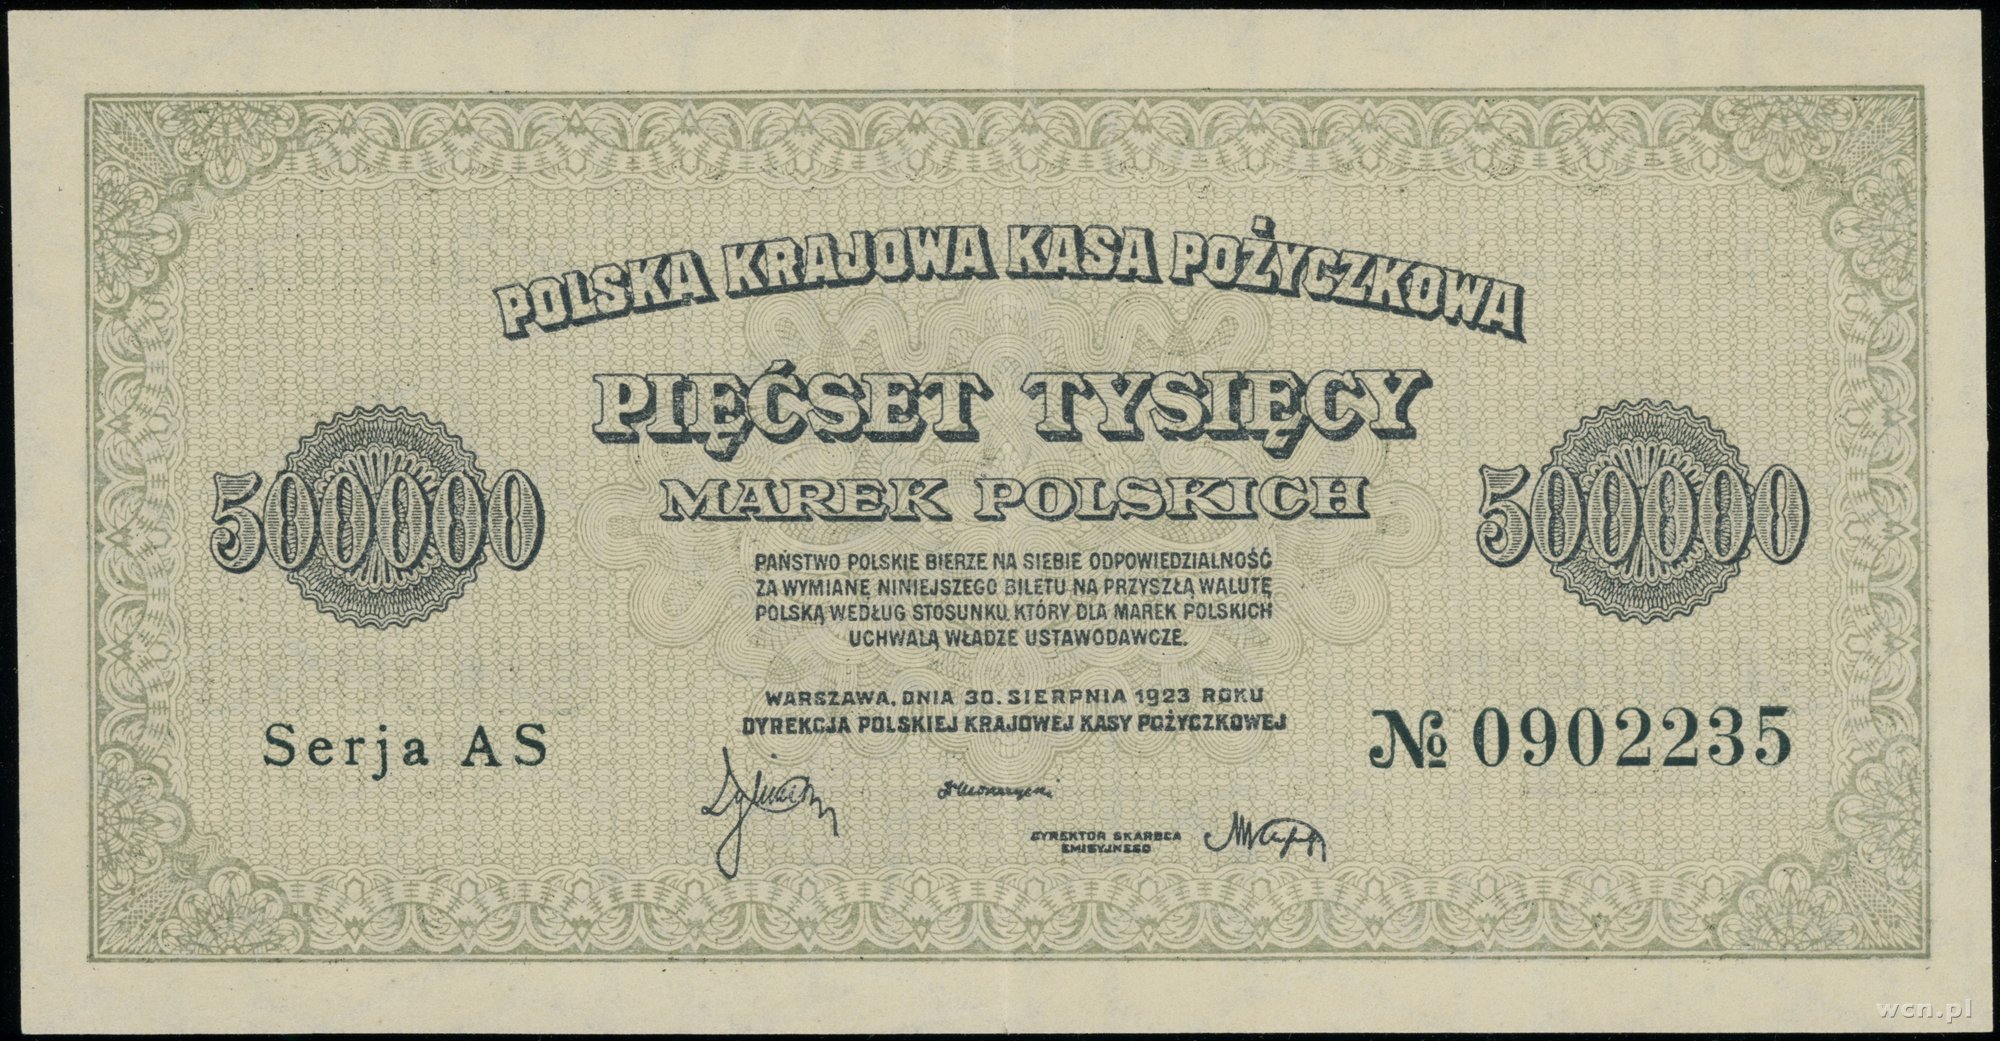 POLSKA KRAJOWA KASA POŻYCZKOWA
PIĘĆSET TYSIĘCY
MAREK POLSKICH
500000
500000
PAŃSTWO POLSKIE BIERZE NA SIEBIE ODPOWIEDZIALNOŚĆ
ZA WYMIANĘ NINIEJSZEGO BILETU NA PRZYSZŁĄ WALUTĘ
POLSKĄ WEDŁUG STOSUNKU, KTÓRY DLA MAREK POLSKICH
UCHWALĄ WŁADZE USTAWODAWCZE.
WARSZAWA, DNIA 30. SIERPNIA 1923 ROKU
DYREKCJA POLSKIEJ KRAJOWEJ KASY POŻYCZKOWEJ
Serja AS
№ 0902235
DYREKTOR SKARBCA
EMISYJNEGO
wcn.pl